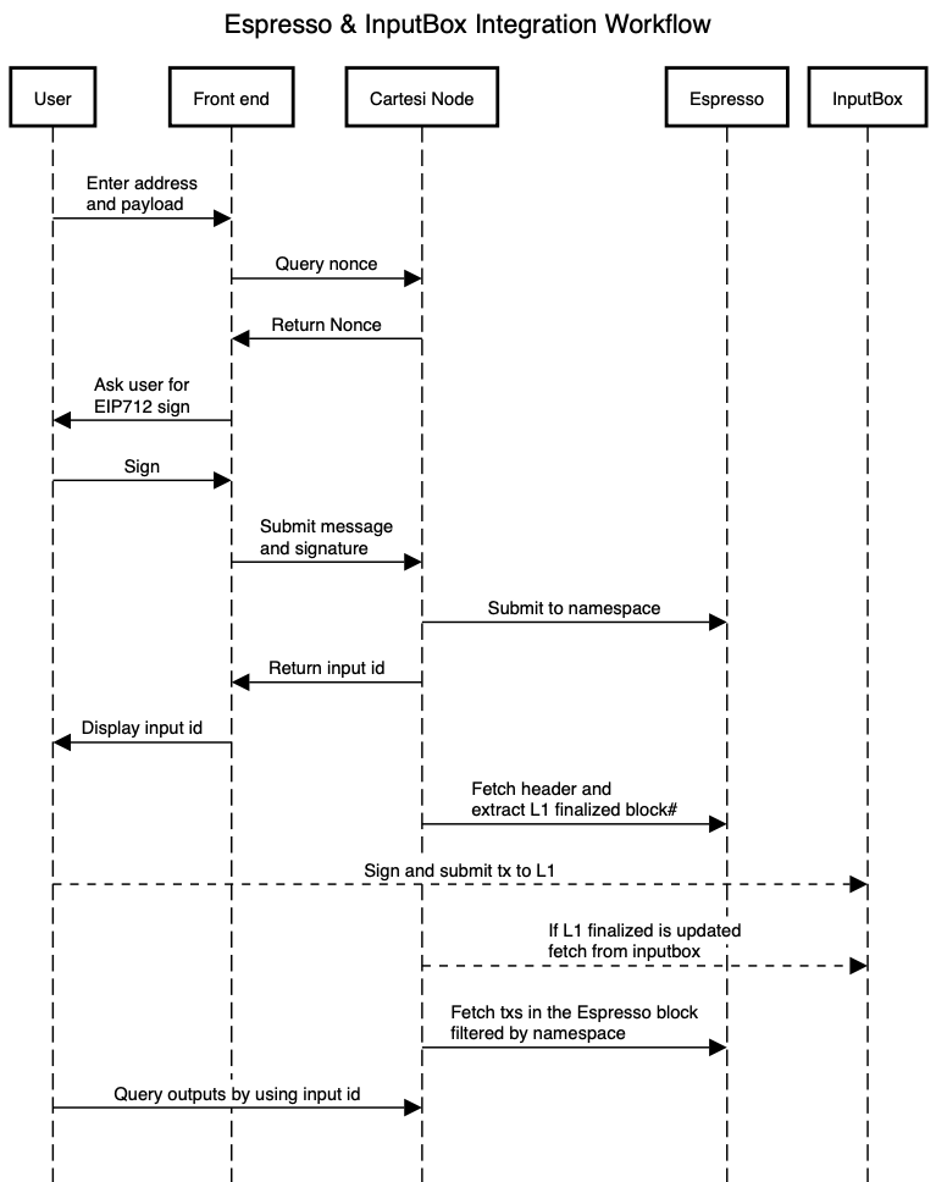 Espresso & InputBox Integration Workflow
User
Front end
Cartesi Node
Espresso
InputBox
Enter address
and payload
Query nonce
Return Nonce
Ask user for
EIP712 sign
Sign
Submit message
and signature
Submit to namespace
Return input id
Display input id
Fetch header and
extract L1 finalized block#
Sign and submit tx to L1
If L1 finalized is updated
fetch from inputbox
Fetch txs in the Espresso block
filtered by namespace
Query outputs by using input id